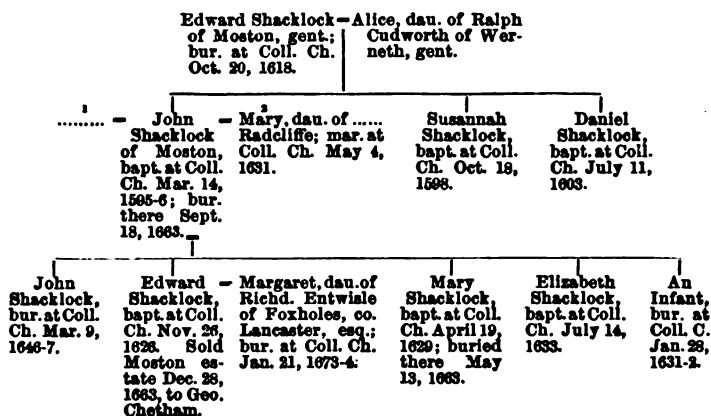 Edward Shacklock = Alice, dau. of Ralph
of Moston, gent.; Cudworth of Wer-
bur. at Coll. Ch. neth, gent.
Oct. 20, 1618.
1
......... =
John
Shacklock
of Moston,
bapt. at Coll.
Ch. Mar. 14,
1595-6; bur.
there Sept.
18, 1663. =
2
= Mary, dau. of ......
Radcliffe; mar. at
Coll. Ch. May 4,
1631.
Susannah
Shacklock,
bapt. at Coll.
Ch. Oct. 18,
1598.
Daniel
Shacklock,
bapt. at Coll.
Ch. July 11,
1603.
John
Shacklock,
bur. at Coll.
Ch. Mar. 9,
1646-7.
Edward
Shacklock,
bapt. at Coll.
Ch. Nov. 26,
1626. Sold
Moston es-
tate Dec. 28,
1663, to Geo.
Chetham.
= Margaret, dau. of
Richd. Entwisle
of Foxholes, co.
Lancaster, esq.;
bur. at Coll. Ch.
Jan. 21, 1673-4.
Mary
Shacklock,
bapt. at Coll.
Ch. April 19,
1629; buried
there May
13, 1663.
Elizabeth
Shacklock,
bapt. at Coll.
Ch. July 14,
1633.
An
Infant,
bur. at
Coll. C.
Jan. 28,
1631-2.